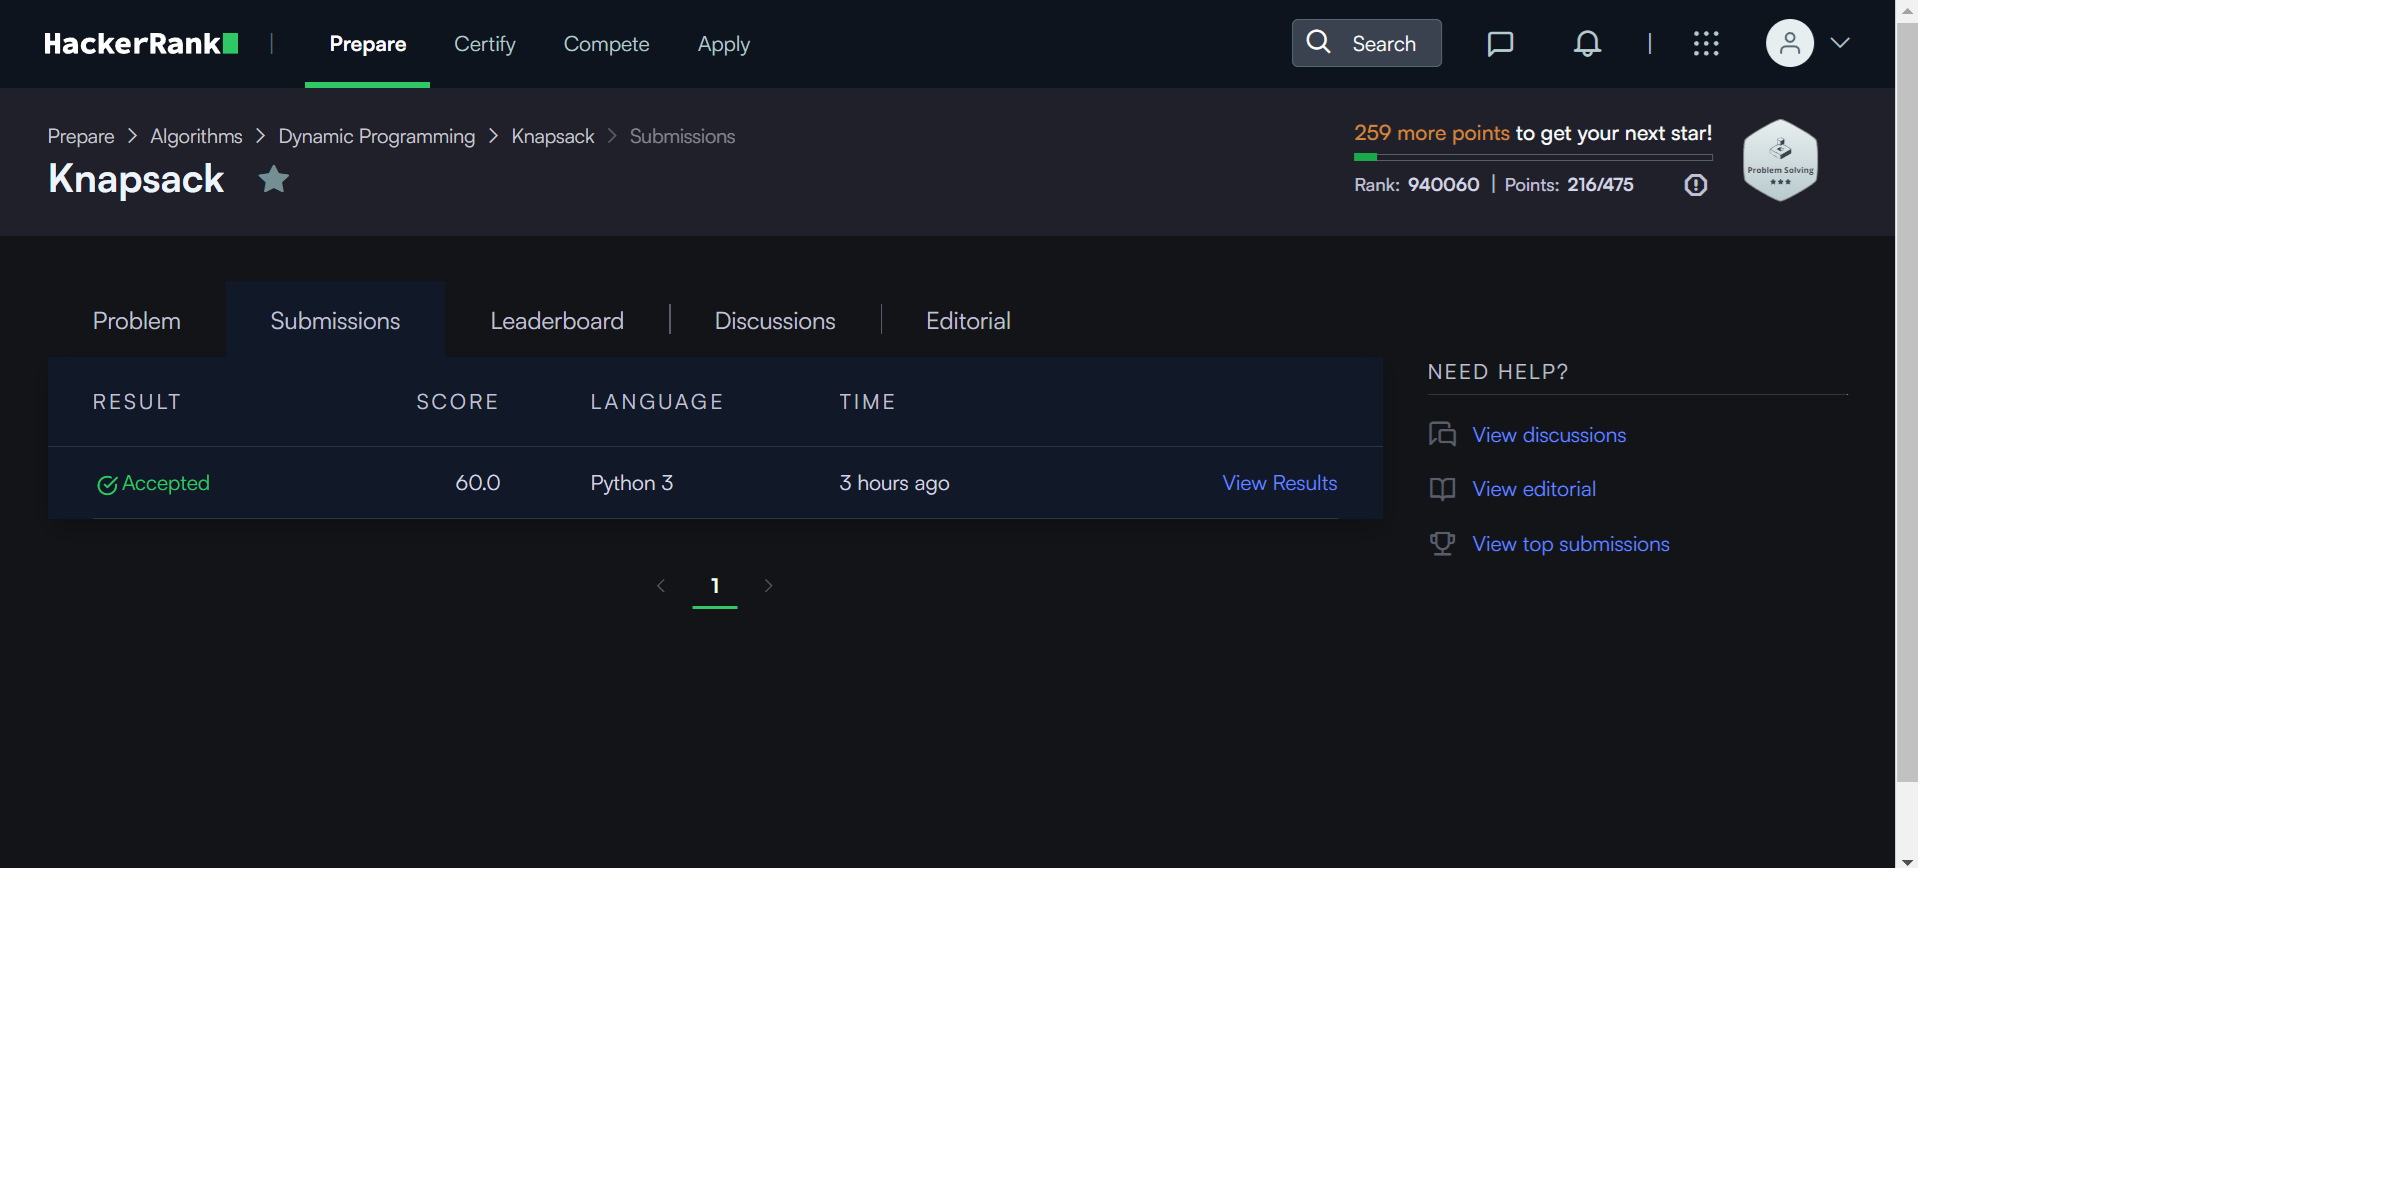 HackerRank | Prepare Certify Compete Apply Search |
Prepare > Algorithms > Dynamic Programming > Knapsack > Submissions
Knapsack
259 more points to get your next star!
Rank: 940060 | Points: 216/475
Problem Solving
Problem Submissions Leaderboard | Discussions | Editorial
RESULT SCORE LANGUAGE TIME
Accepted 60.0 Python 3 3 hours ago View Results
1
NEED HELP?
View discussions
View editorial
View top submissions